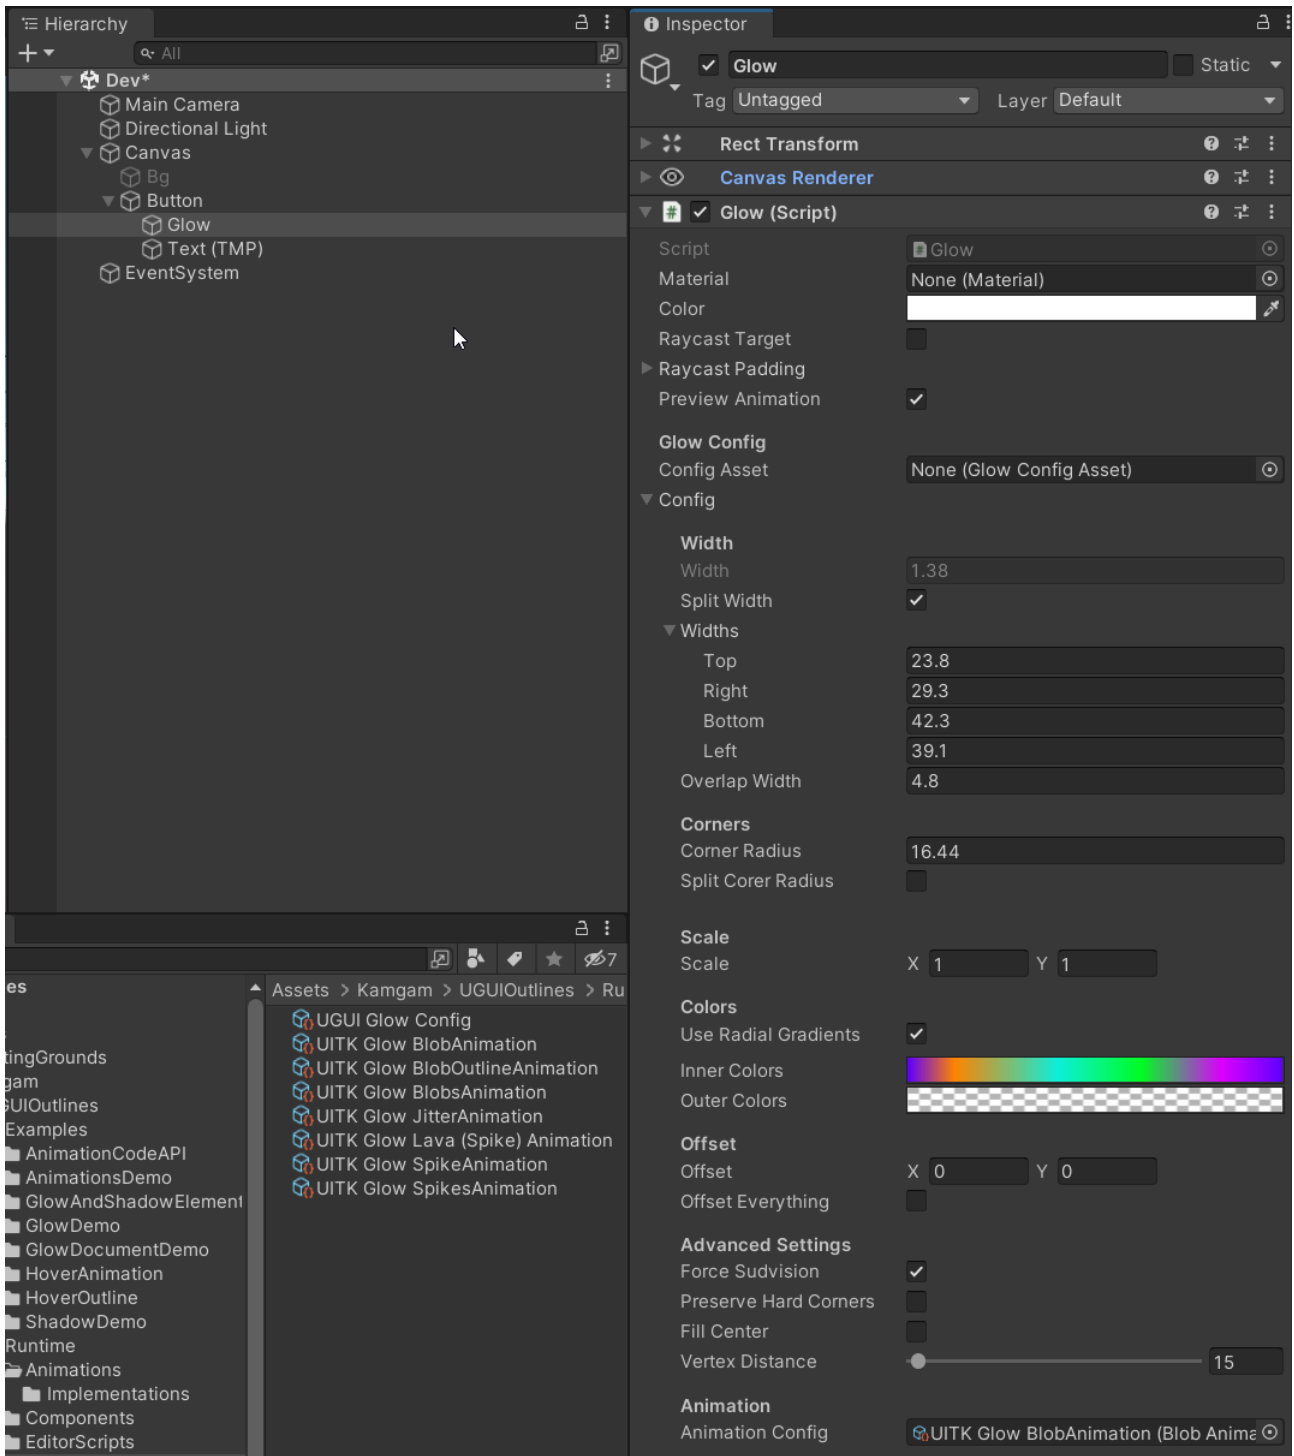 Hierarchy
All
Dev*
Main Camera
Directional Light
Canvas
Bg
Button
Glow
Text (TMP)
EventSystem
7
es
tingGrounds
gam
GUIOutlines
Examples
AnimationCodeAPI
AnimationsDemo
GlowAndShadowElement
GlowDemo
GlowDocumentDemo
HoverAnimation
HoverOutline
ShadowDemo
Runtime
Animations
Implementations
Components
EditorScripts
Assets > Kamgam > UGUIOutlines > Ru
UGUI Glow Config
UITK Glow BlobAnimation
UITK Glow BlobOutlineAnimation
UITK Glow BlobsAnimation
UITK Glow JitterAnimation
UITK Glow Lava (Spike) Animation
UITK Glow SpikeAnimation
UITK Glow SpikesAnimation
Inspector
Glow Static
Tag Untagged Layer Default
Rect Transform
Canvas Renderer
# Glow (Script)
Script Glow
Material None (Material)
Color
Raycast Target
Raycast Padding
Preview Animation
Glow Config
Config Asset None (Glow Config Asset)
Config
Width
Width 1.38
Split Width
Widths
Top 23.8
Right 29.3
Bottom 42.3
Left 39.1
Overlap Width 4.8
Corners
Corner Radius 16.44
Split Corer Radius
Scale
Scale X 1 Y 1
Colors
Use Radial Gradients
Inner Colors
Outer Colors
Offset
Offset X 0 Y 0
Offset Everything
Advanced Settings
Force Sudvision
Preserve Hard Corners
Fill Center
Vertex Distance 15
Animation
Animation Config UITK Glow BlobAnimation (Blob Anima